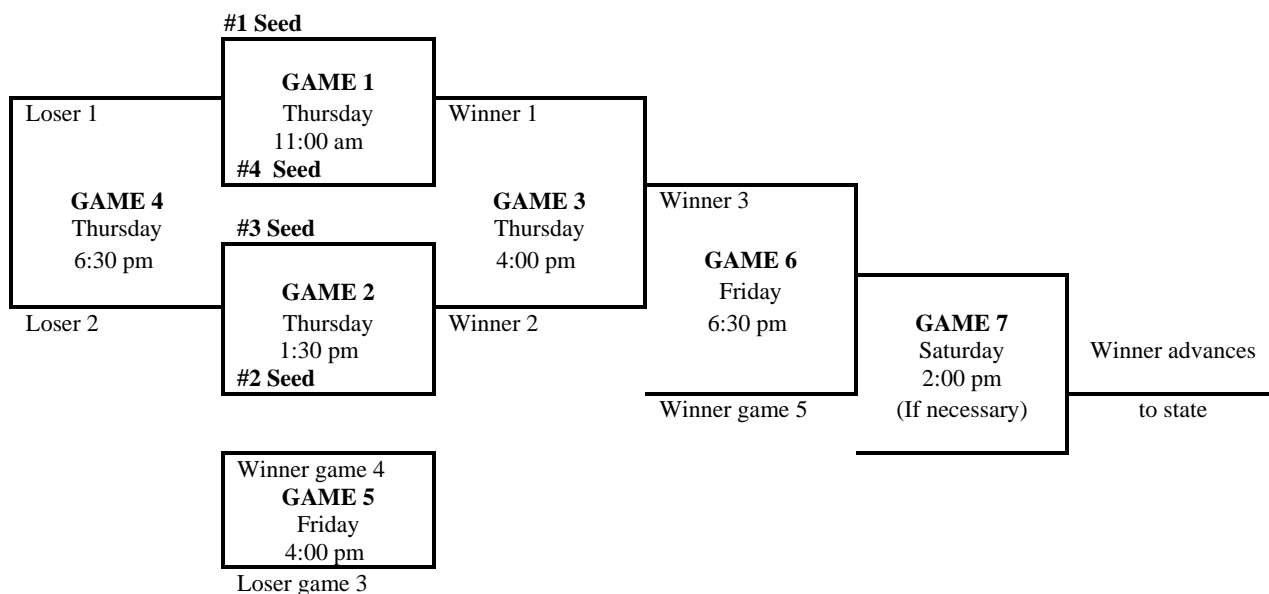 #1 Seed
GAME 1
Thursday
11:00 am
#4 Seed
Loser 1
Winner 1
GAME 4
Thursday
6:30 pm
Loser 2
#3 Seed
GAME 2
Thursday
1:30 pm
#2 Seed
GAME 3
Thursday
4:00 pm
Winner 2
Winner 3
GAME 6
Friday
6:30 pm
Winner game 5
GAME 7
Saturday
2:00 pm
(If necessary)
Winner advances
to state
Winner game 4
GAME 5
Friday
4:00 pm
Loser game 3